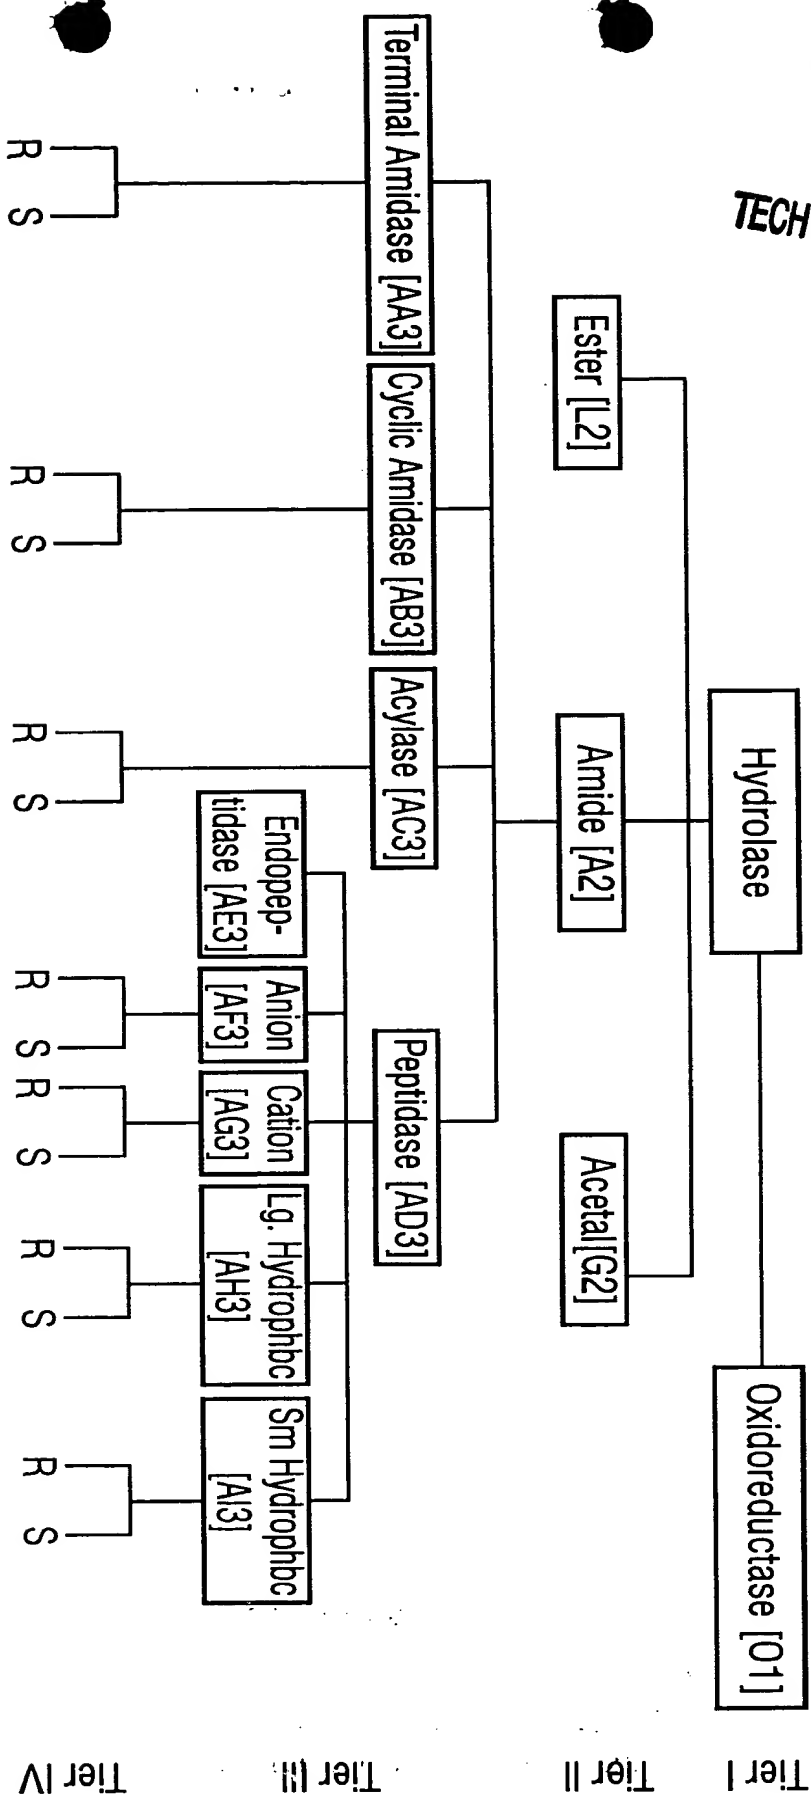 TECH
Hydrolase
Oxidoreductase [O1]
Tier I
Ester [L2]
Amide [A2]
Acetal[G2]
Tier II
Terminal Amidase [AA3]
Cyclic Amidase [AB3]
Acylase [AC3]
Peptidase [AD3]
Tier III
Endopep-
tidase [AE3]
Anion
[AF3]
Cation
[AG3]
Lg. Hydrophbc
[AH3]
Sm Hydrophbc
[AI3]
R S
R S
R S
R S
R S
R S
R S
Tier IV